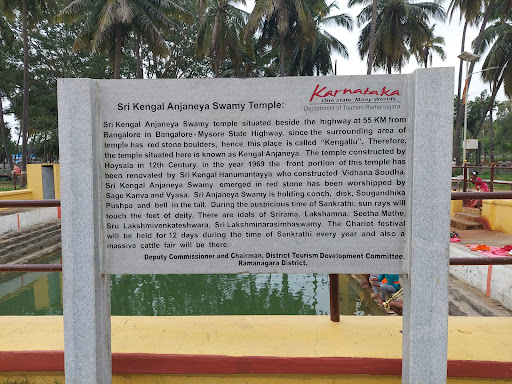 Karnataka
One state. Many Worlds.
Department of Tourism Ramanagara
Sri Kengal Anjaneya Swamy Temple:
Sri Kengal Anjaneya Swamy temple situated beside the highway at 55 KM from
Bangalore in Bangalore-Mysore State Highway. since the surrounding area of
temple has red stone boulders, hence this place is called "Kengallu". Therefore,
the temple situated here is known as Kengal Anjaneya. The temple constructed by
Hoysala in 12th Century. in the year 1969 the front portion of this temple has
been renovated by Sri Kengal Hanumantayya who constructed Vidhana Soudha.
Sri Kengal Anjaneya Swamy emerged in red stone has been worshipped by
Sage Kanva and Vyasa. Sri Anjaneya Swamy is holding conch, disk, Sougandhika
Pushpa and bell in the tail. During the auspicious time of Sankrathi, sun rays will
touch the feet of deity. There are idols of Srirama, Lakshamna, Seetha Mathe,
Sru Lakshmivenkateshwara, Sri Lakshminarasimhaswamy. The Chariot festival
will be held for 12 days during the time of Sankrathi every year and also a
massive cattle fair will be there.
Deputy Commissioner and Chairman, District Tourism Development Committee,
Ramanagara District.